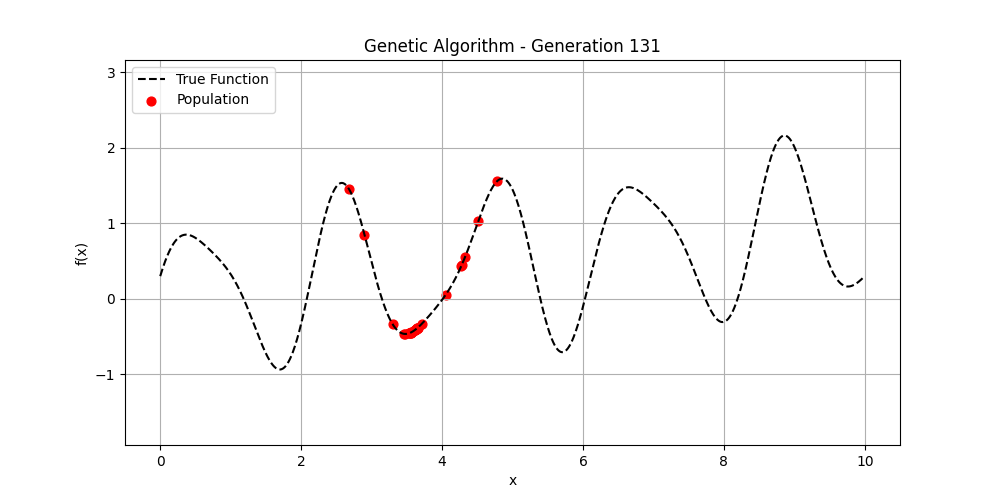 Genetic Algorithm - Generation 131
True Function
Population
3
2
1
0
−1
f(x)
0 2 4 6 8 10
x